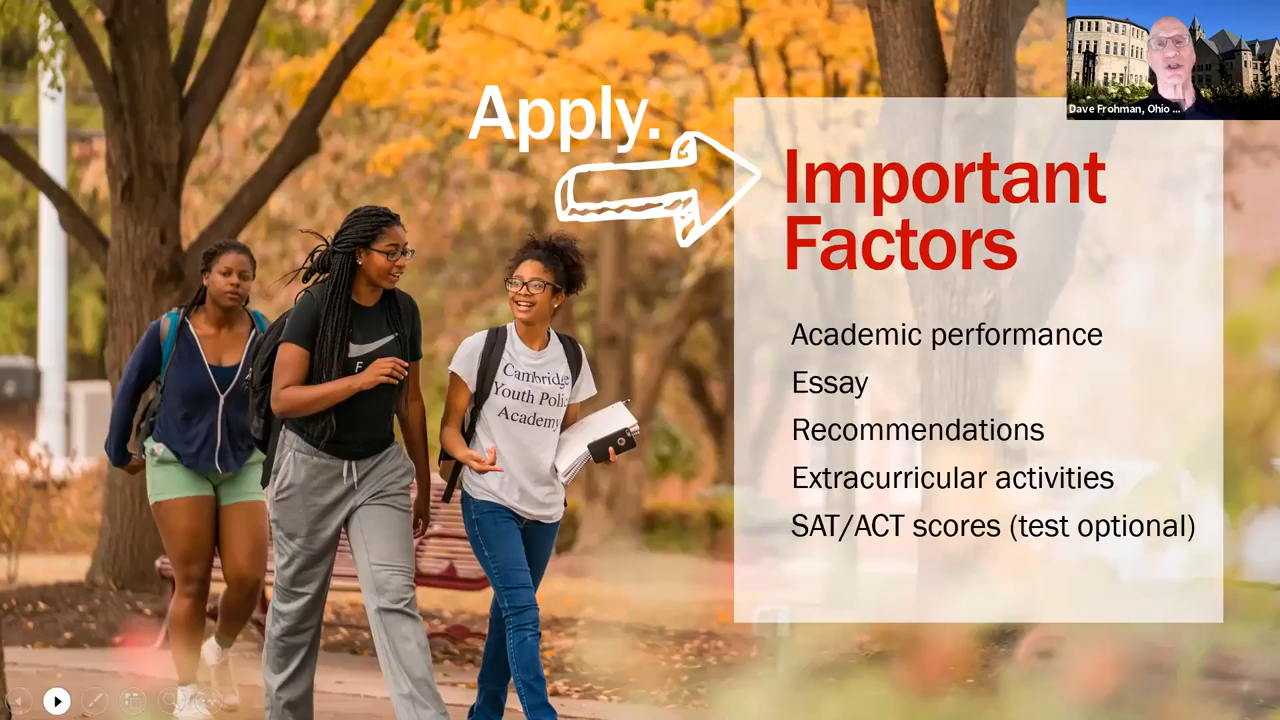 Apply.
Important
Factors
Academic performance
Essay
Recommendations
Extracurricular activities
SAT/ACT scores (test optional)
Dave Frohman, Ohio ...
F
Cambridge
Youth Polic
Academy